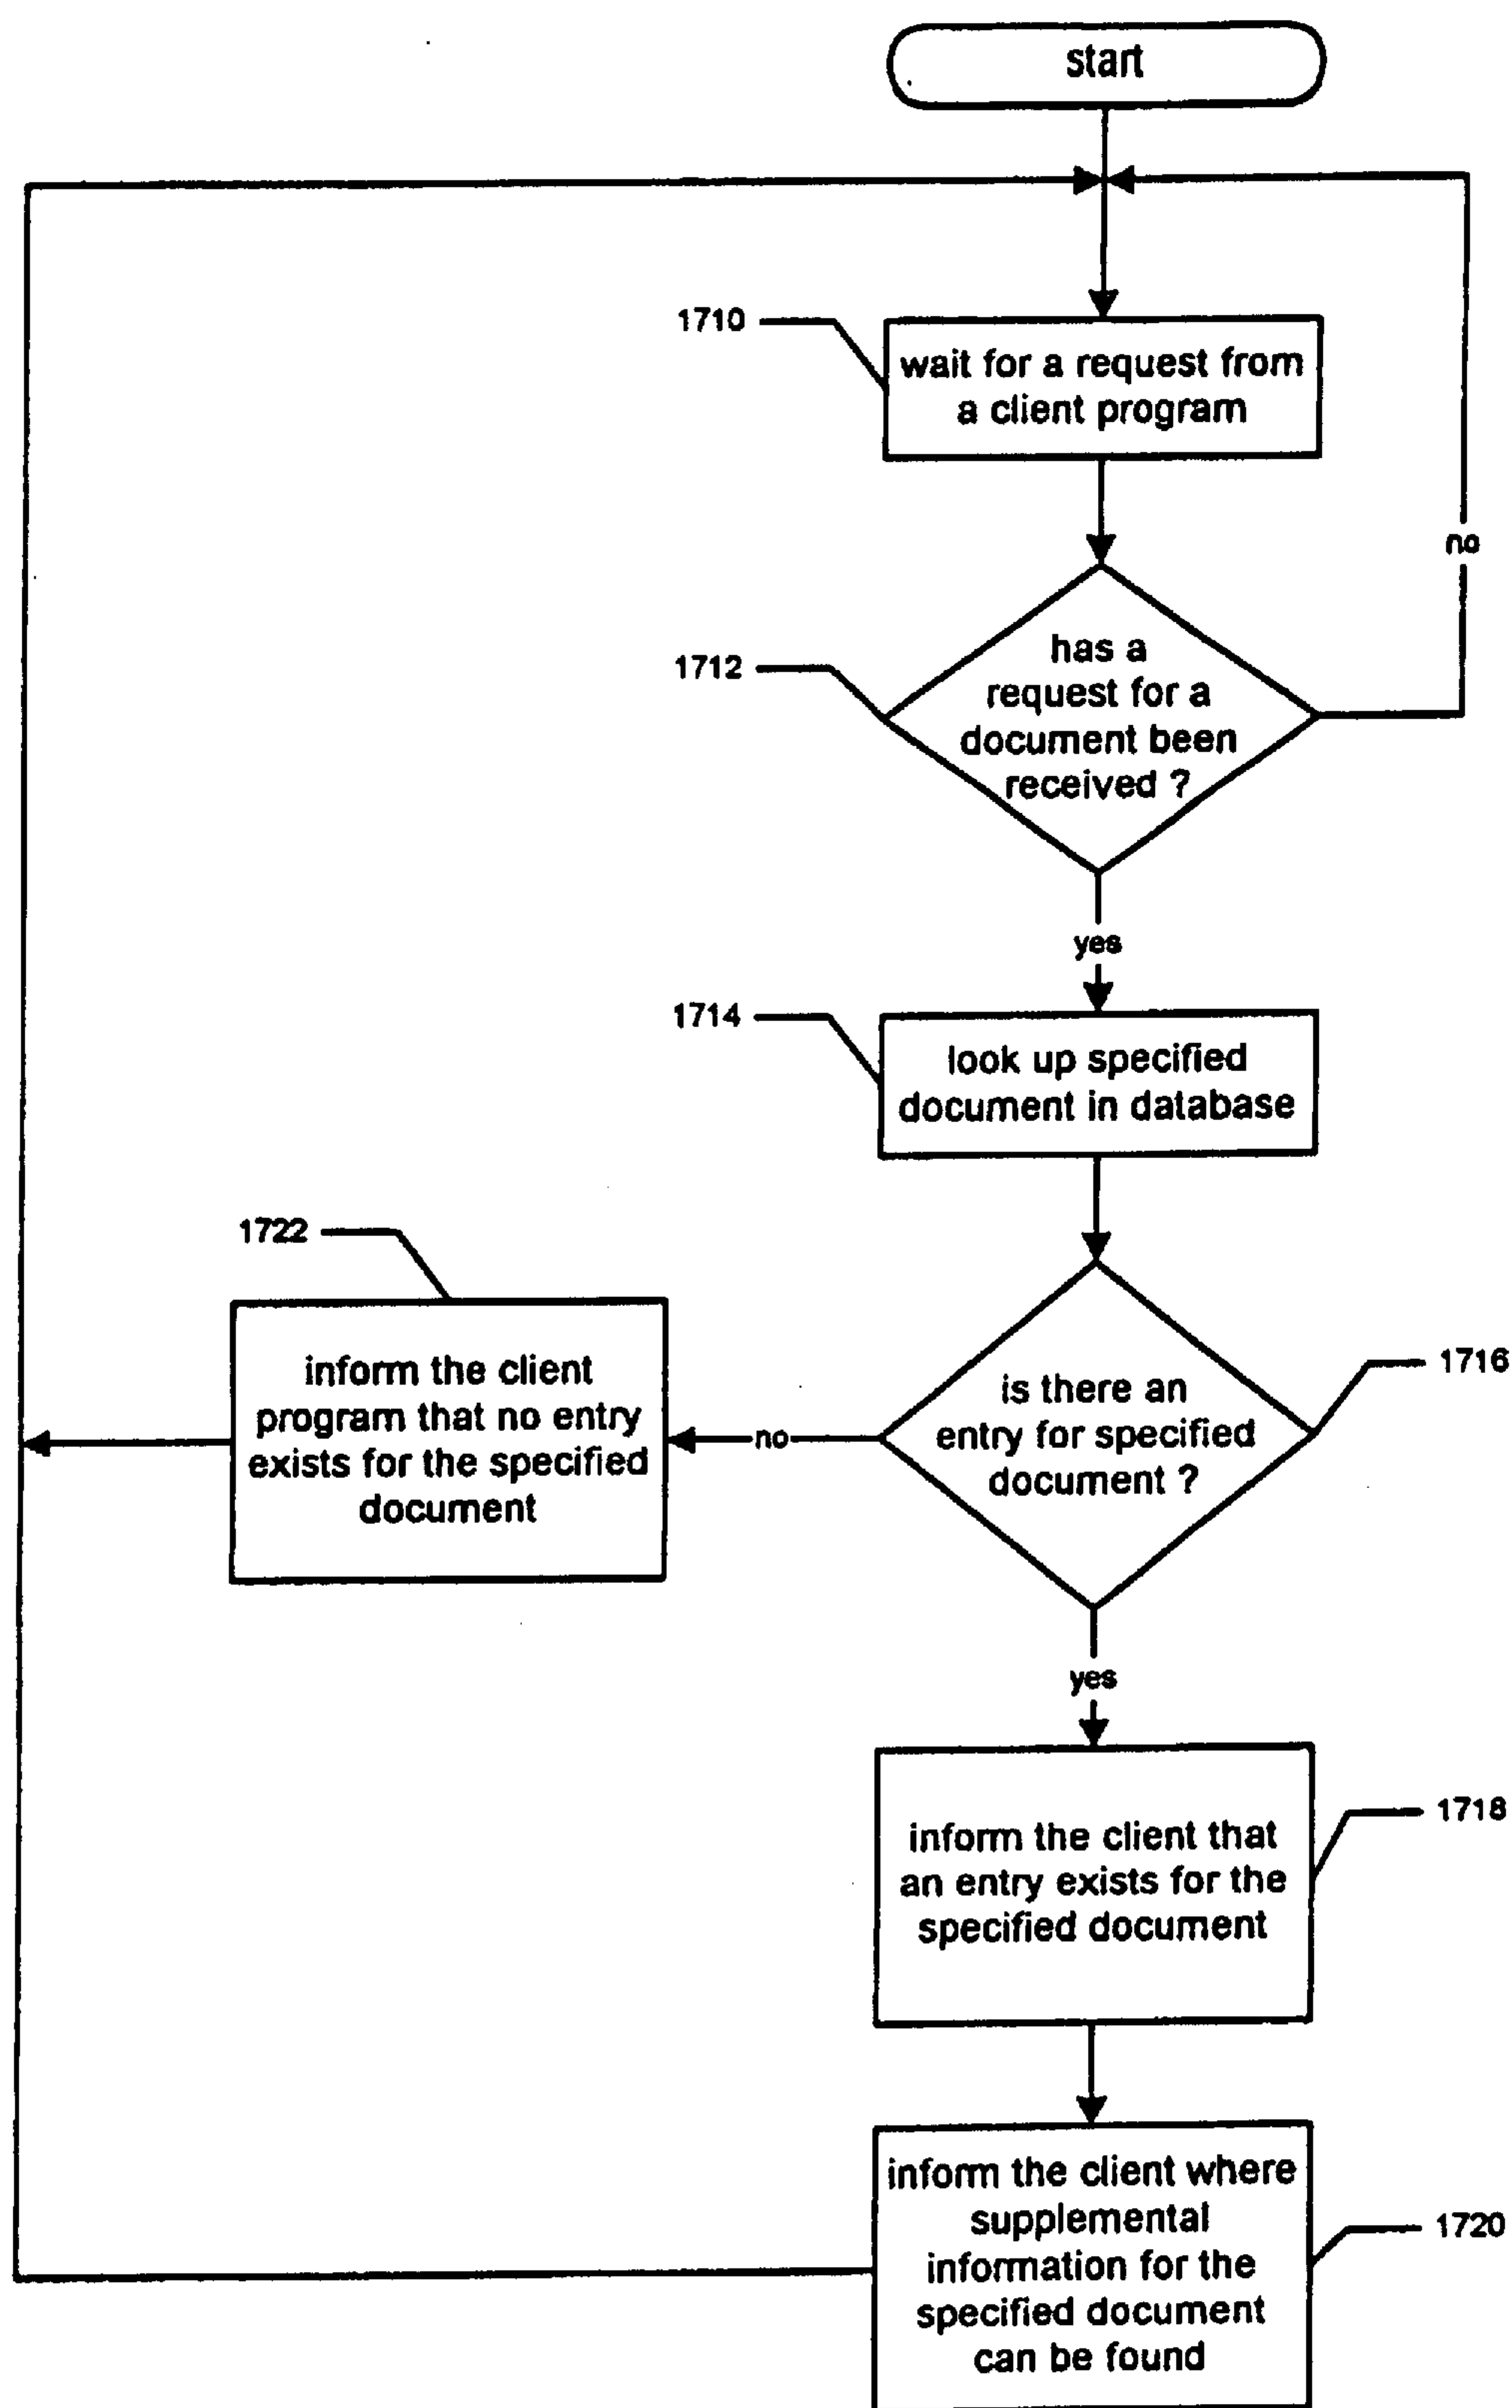 start
1710
wait for a request from
a client program
no
1712
has a
request for a
document been
received ?
yes
1714
look up specified
document in database
1722
inform the client
program that no entry
exists for the specified
document
no
1716
is there an
entry for specified
document ?
yes
1718
inform the client that
an entry exists for the
specified document
1720
inform the client where
supplemental
information for the
specified document
can be found